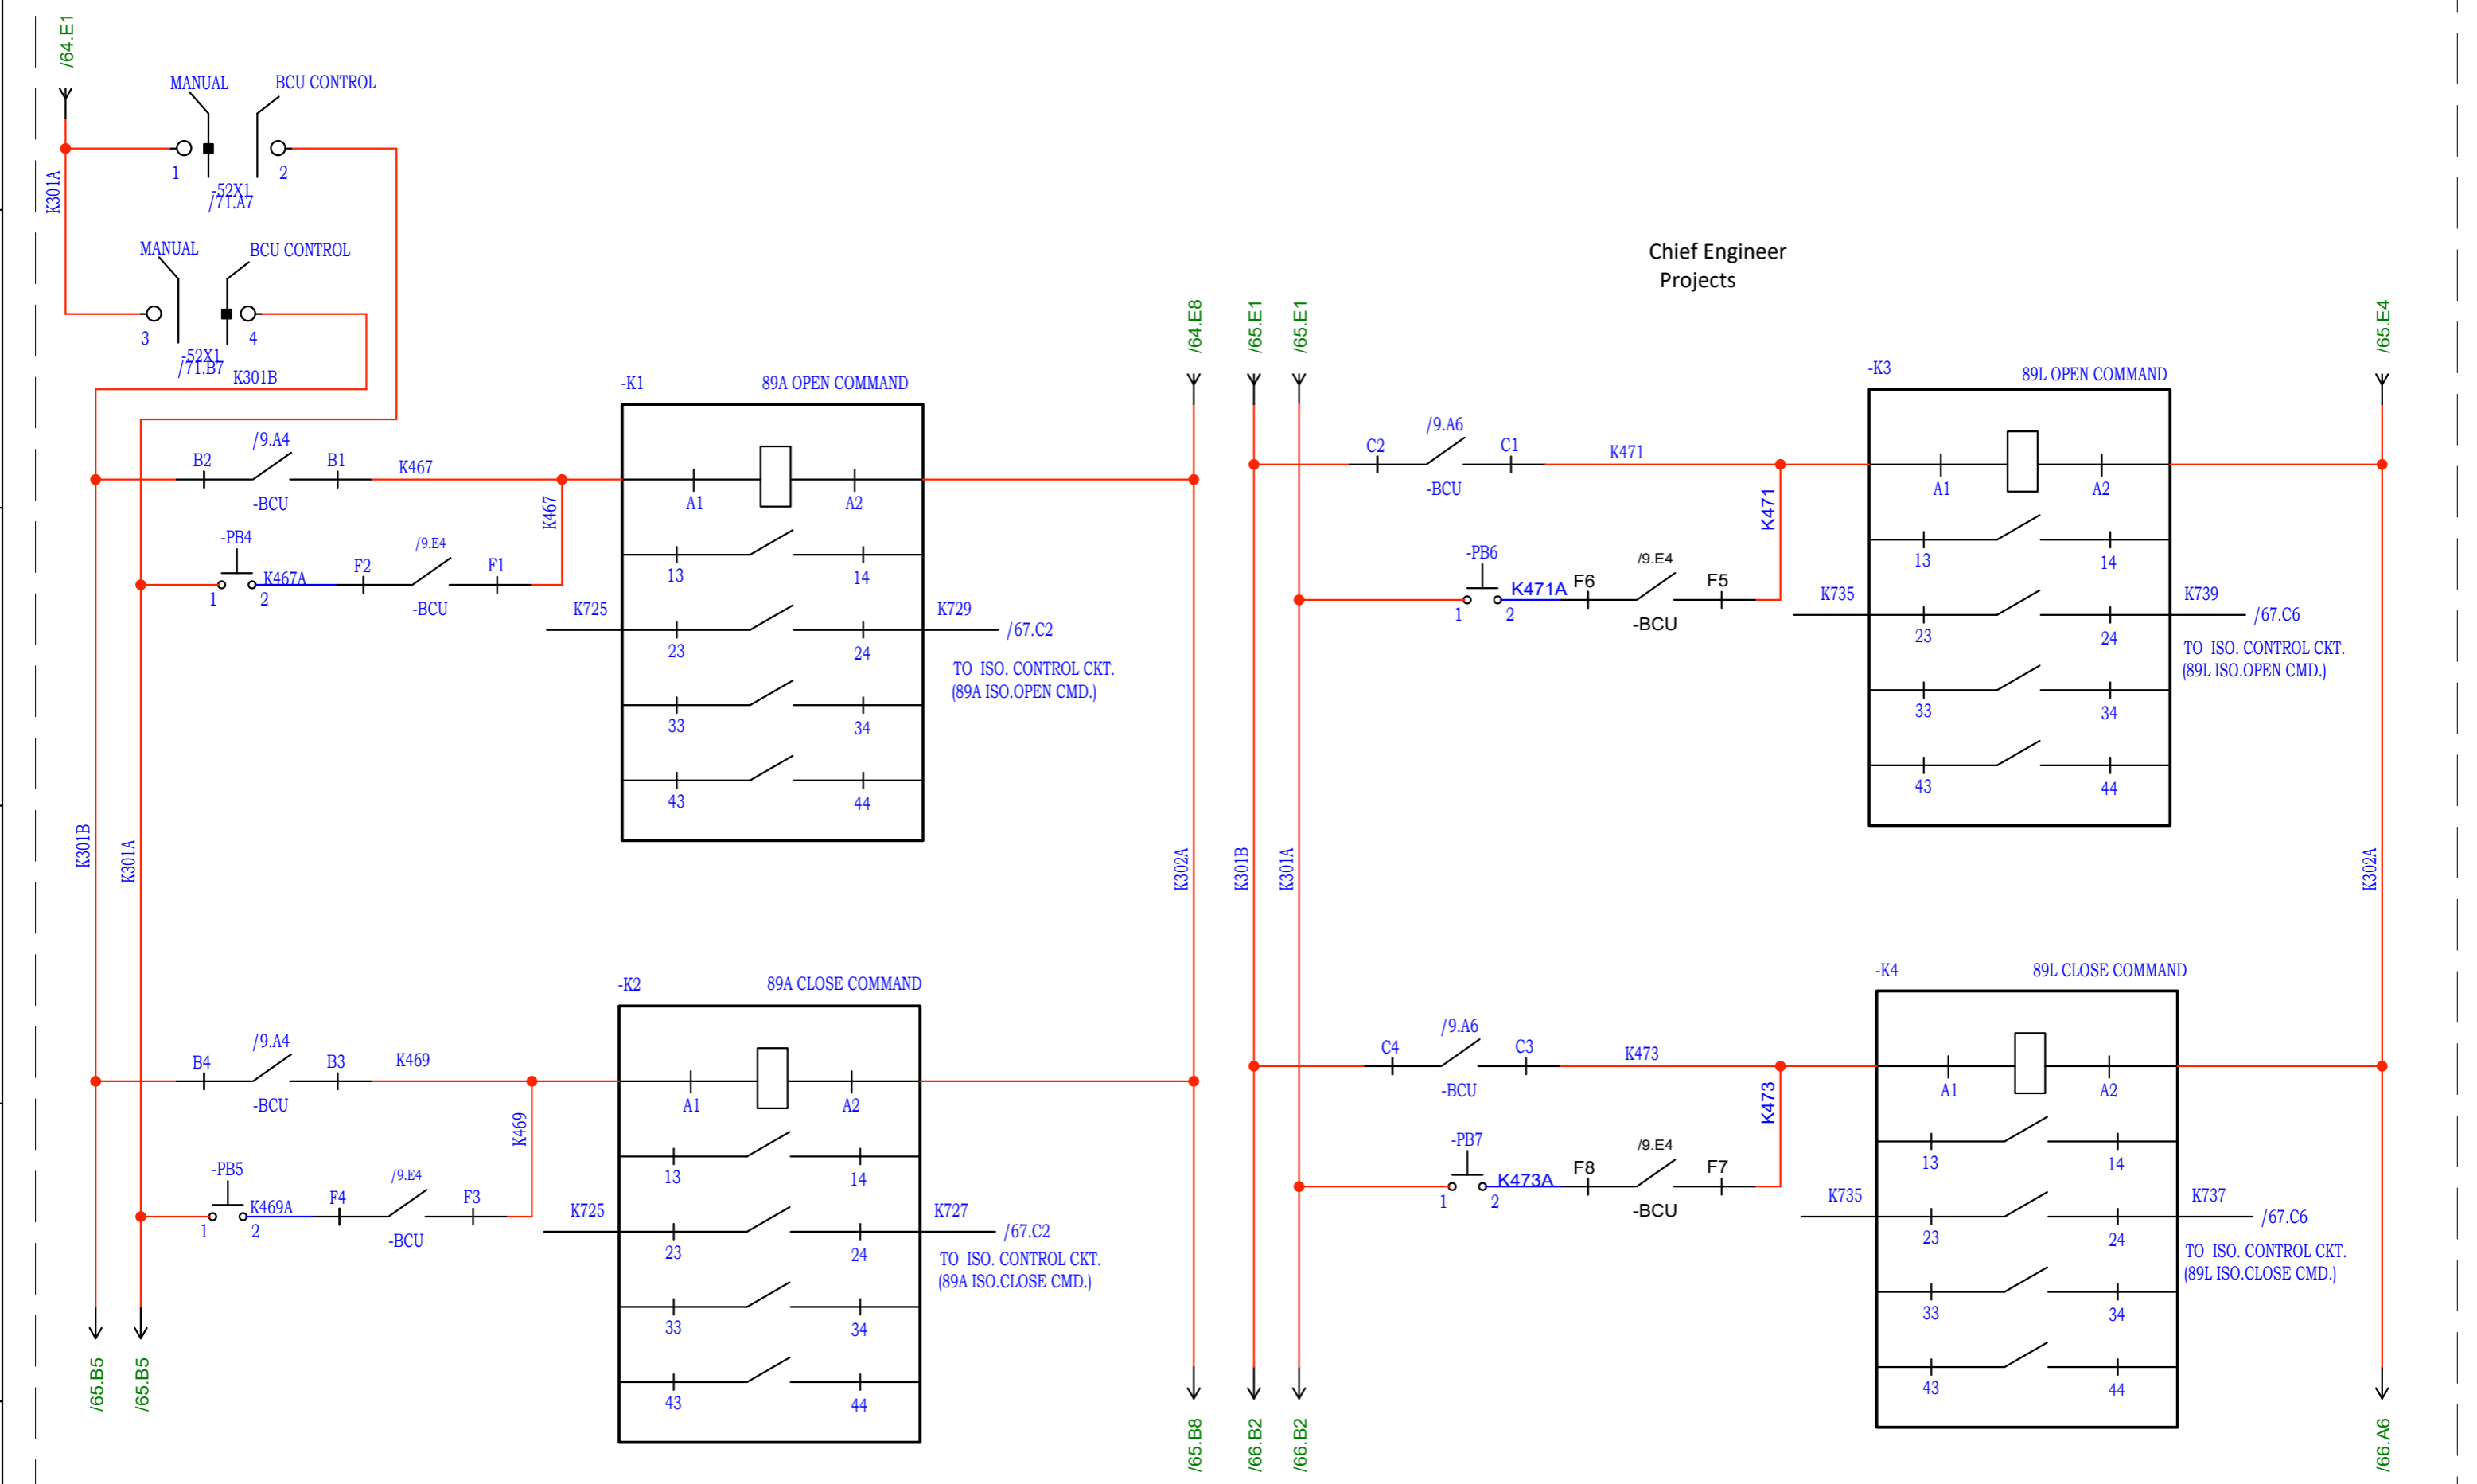 /64.E1
MANUAL
BCU CONTROL
1
2
-52X1
/71.A7
K301A
MANUAL
BCU CONTROL
3
4
-52X1
/71.B7
K301B
B2
/9.A4
B1
K467
-BCU
K467
-PB4
1
2
K467A
F2
/9.E4
F1
-BCU
-K1
89A OPEN COMMAND
A1
A2
13
14
K725
23
24
K729
/67.C2
TO ISO. CONTROL CKT.
(89A ISO.OPEN CMD.)
33
34
43
44
K301B
K301A
B4
/9.A4
B3
K469
-BCU
K469
-PB5
1
2
K469A
F4
/9.E4
F3
-BCU
-K2
89A CLOSE COMMAND
A1
A2
13
14
K725
23
24
K727
/67.C2
TO ISO. CONTROL CKT.
(89A ISO.CLOSE CMD.)
33
34
43
44
/65.B5
/65.B5
Chief Engineer
Projects
/64.E8
/65.E1
/65.E1
/65.E4
C2
/9.A6
C1
K471
-BCU
K471
-PB6
1
2
K471A
F6
/9.E4
F5
-BCU
-K3
89L OPEN COMMAND
A1
A2
13
14
K735
23
24
K739
/67.C6
TO ISO. CONTROL CKT.
(89L ISO.OPEN CMD.)
33
34
43
44
K302A
K301B
K301A
K302A
C4
/9.A6
C3
K473
-BCU
K473
-PB7
1
2
K473A
F8
/9.E4
F7
-BCU
-K4
89L CLOSE COMMAND
A1
A2
13
14
K735
23
24
K737
/67.C6
TO ISO. CONTROL CKT.
(89L ISO.CLOSE CMD.)
33
34
43
44
/65.B8
/66.B2
/66.B2
/66.A6